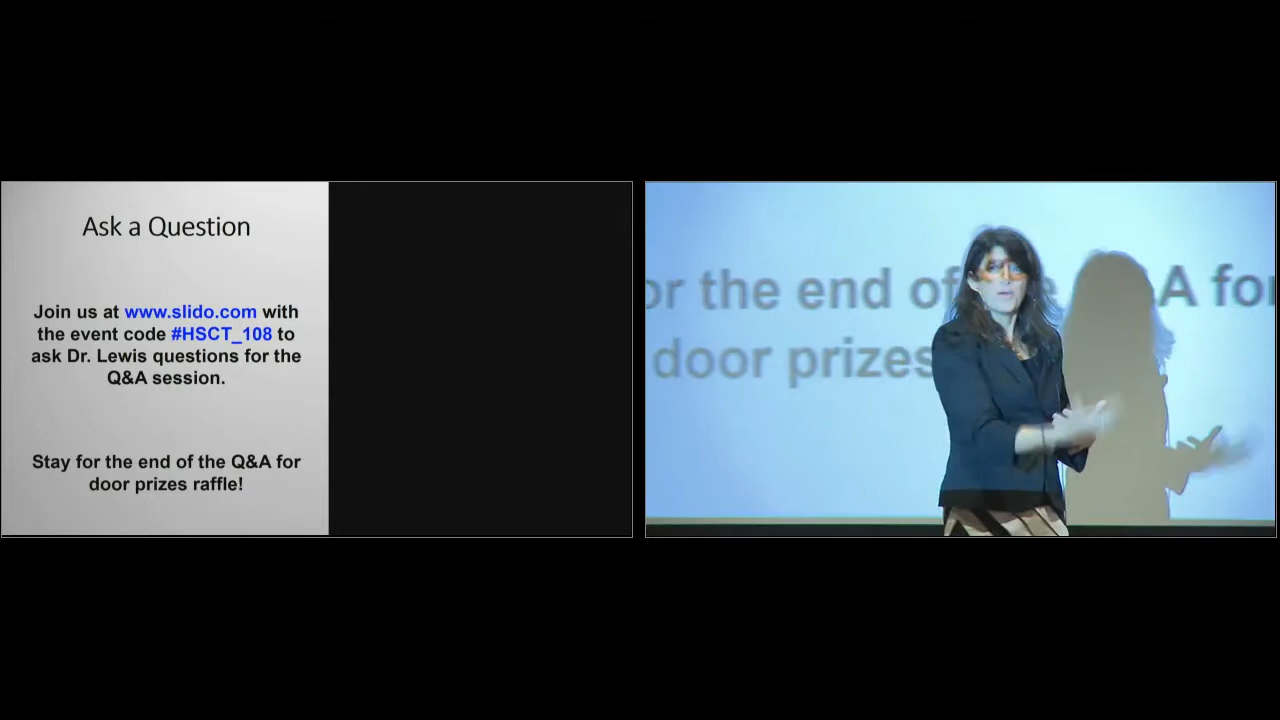 Ask a Question
Join us at www.slido.com with
the event code #HSCT_108 to
ask Dr. Lewis questions for the
Q&A session.
Stay for the end of the Q&A for
door prizes raffle!
or the end of the A for
door prizes